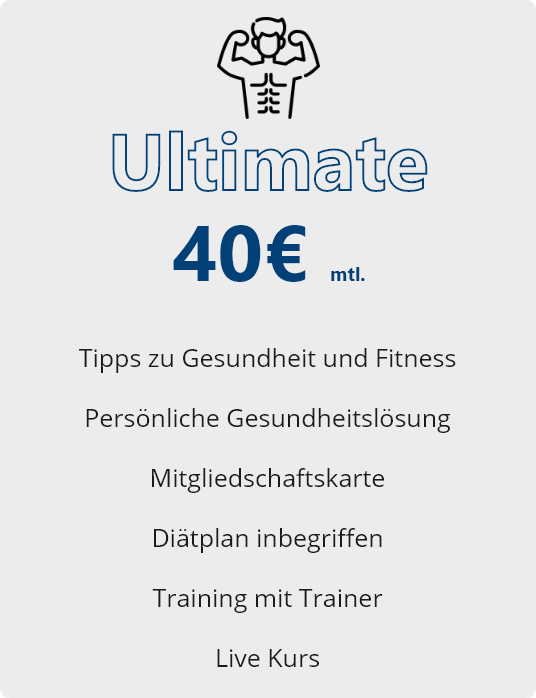 Ultimate
40€ mtl.
Tipps zu Gesundheit und Fitness
Persönliche Gesundheitslösung
Mitgliedschaftskarte
Diätplan inbegriffen
Training mit Trainer
Live Kurs